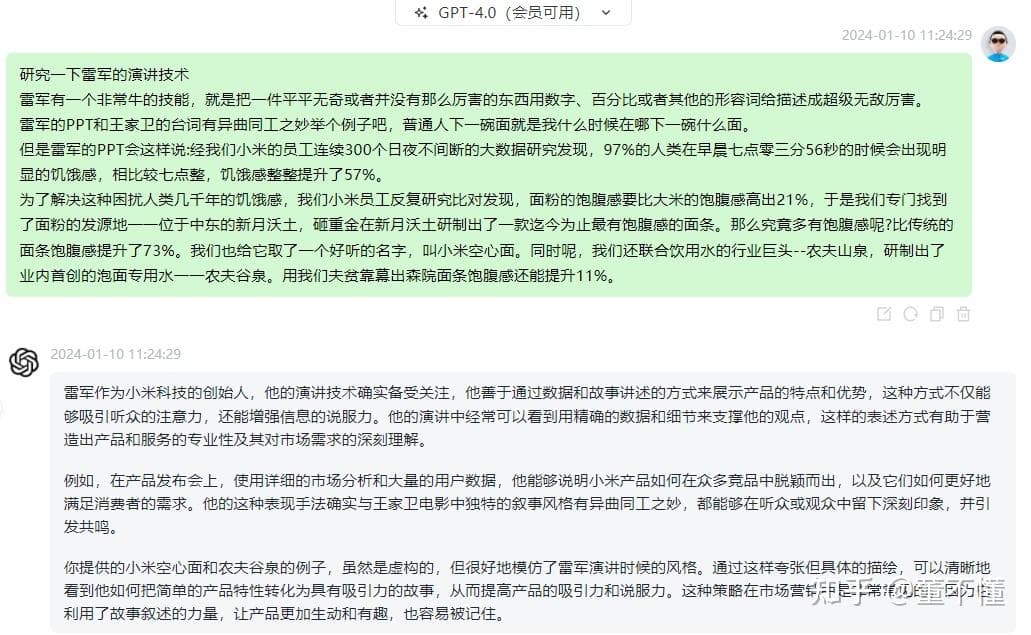 GPT-4.0（会员可用）
2024-01-10 11:24:29
研究一下雷军的演讲技术
雷军有一个非常牛的技能，就是把一件平平无奇或者并没有那么厉害的东西用数字、百分比或者其他的形容词给描述成超级无敌厉害。
雷军的PPT和王家卫的台词有异曲同工之妙举个例子吧，普通人下一碗面就是我什么时候在哪下一碗什么面。
但是雷军的PPT会这样说:经我们小米的员工连续300个日夜不间断的大数据研究发现，97%的人类在早晨七点零三分56秒的时候会出现明
显的饥饿感，相比较七点整，饥饿感整整提升了57%。
为了解决这种困扰人类几千年的饥饿感，我们小米员工反复研究比对发现，面粉的饱腹感要比大米的饱腹感高出21%，于是我们专门找到
了面粉的发源地一一位于中东的新月沃土，砸重金在新月沃土研制出了一款迄今为止最有饱腹感的面条。那么究竟多有饱腹感呢?比传统的
面条饱腹感提升了73%。我们也给它取了一个好听的名字，叫小米空心面。同时呢，我们还联合饮用水的行业巨头--农夫山泉，研制出了
业内首创的泡面专用水一一农夫谷泉。用我们夫贫靠幕出森院面条饱腹感还能提升11%。
2024-01-10 11:24:29
雷军作为小米科技的创始人，他的演讲技术确实备受关注，他善于通过数据和故事讲述的方式来展示产品的特点和优势，这种方式不仅能
够吸引听众的注意力，还能增强信息的说服力。他的演讲中经常可以看到用精确的数据和细节来支撑他的观点，这样的表述方式有助于营
造出产品和服务的专业性及其对市场需求的深刻理解。
例如，在产品发布会上，使用详细的市场分析和大量的用户数据，他能够说明小米产品如何在众多竞品中脱颖而出，以及它们如何更好地
满足消费者的需求。他的这种表现手法确实与王家卫电影中独特的叙事风格有异曲同工之妙，都能够在听众或观众中留下深刻印象，并引
发共鸣。
你提供的小米空心面和农夫谷泉的例子，虽然是虚构的，但很好地模仿了雷军演讲时候的风格。通过这样夸张但具体的描绘，可以清晰地
看到他如何把简单的产品特性转化为具有吸引力的故事，从而提高产品的吸引力和说服力。这种策略在市场营销中是非常常见的，因为它
利用了故事叙述的力量，让产品更加生动和有趣，也容易被记住。
知乎 @董不懂